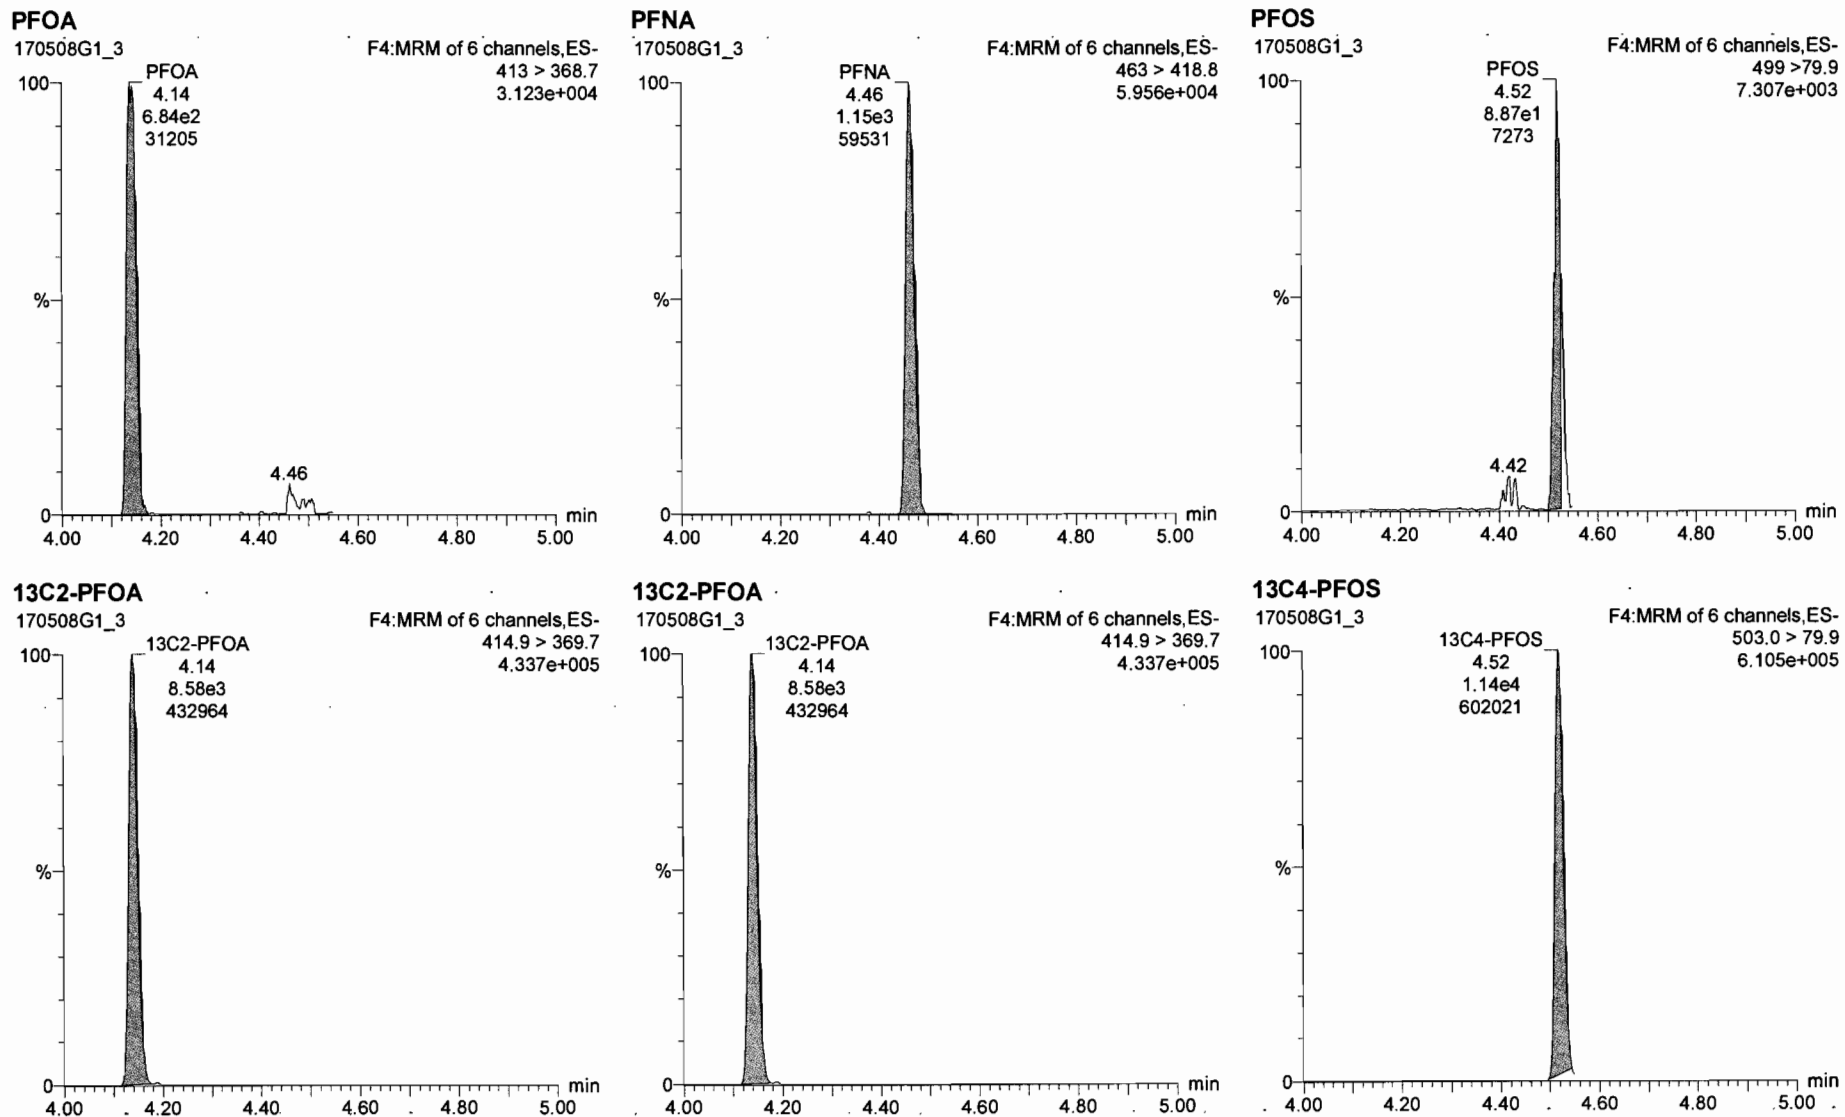 PFOA
170508G1_3
F4:MRM of 6 channels,ES-
413 > 368.7
3.123e+004
100
PFOA
4.14
6.84e2
31205
%
4.46
0
min
4.00 4.20 4.40 4.60 4.80 5.00
PFNA
170508G1_3
F4:MRM of 6 channels,ES-
463 > 418.8
5.956e+004
100
PFNA
4.46
1.15e3
59531
%
0
min
4.00 4.20 4.40 4.60 4.80 5.00
PFOS
170508G1_3
F4:MRM of 6 channels,ES-
499 >79.9
7.307e+003
100
PFOS
4.52
8.87e1
7273
%
4.42
0
min
4.00 4.20 4.40 4.60 4.80 5.00
13C2-PFOA
170508G1_3
F4:MRM of 6 channels,ES-
414.9 > 369.7
4.337e+005
100
13C2-PFOA
4.14
8.58e3
432964
%
0
min
4.00 4.20 4.40 4.60 4.80 5.00
13C2-PFOA
170508G1_3
F4:MRM of 6 channels,ES-
414.9 > 369.7
4.337e+005
100
13C2-PFOA
4.14
8.58e3
432964
%
0
min
4.00 4.20 4.40 4.60 4.80 5.00
13C4-PFOS
170508G1_3
F4:MRM of 6 channels,ES-
503.0 > 79.9
6.105e+005
100
13C4-PFOS
4.52
1.14e4
602021
%
0
min
4.00 4.20 4.40 4.60 4.80 5.00